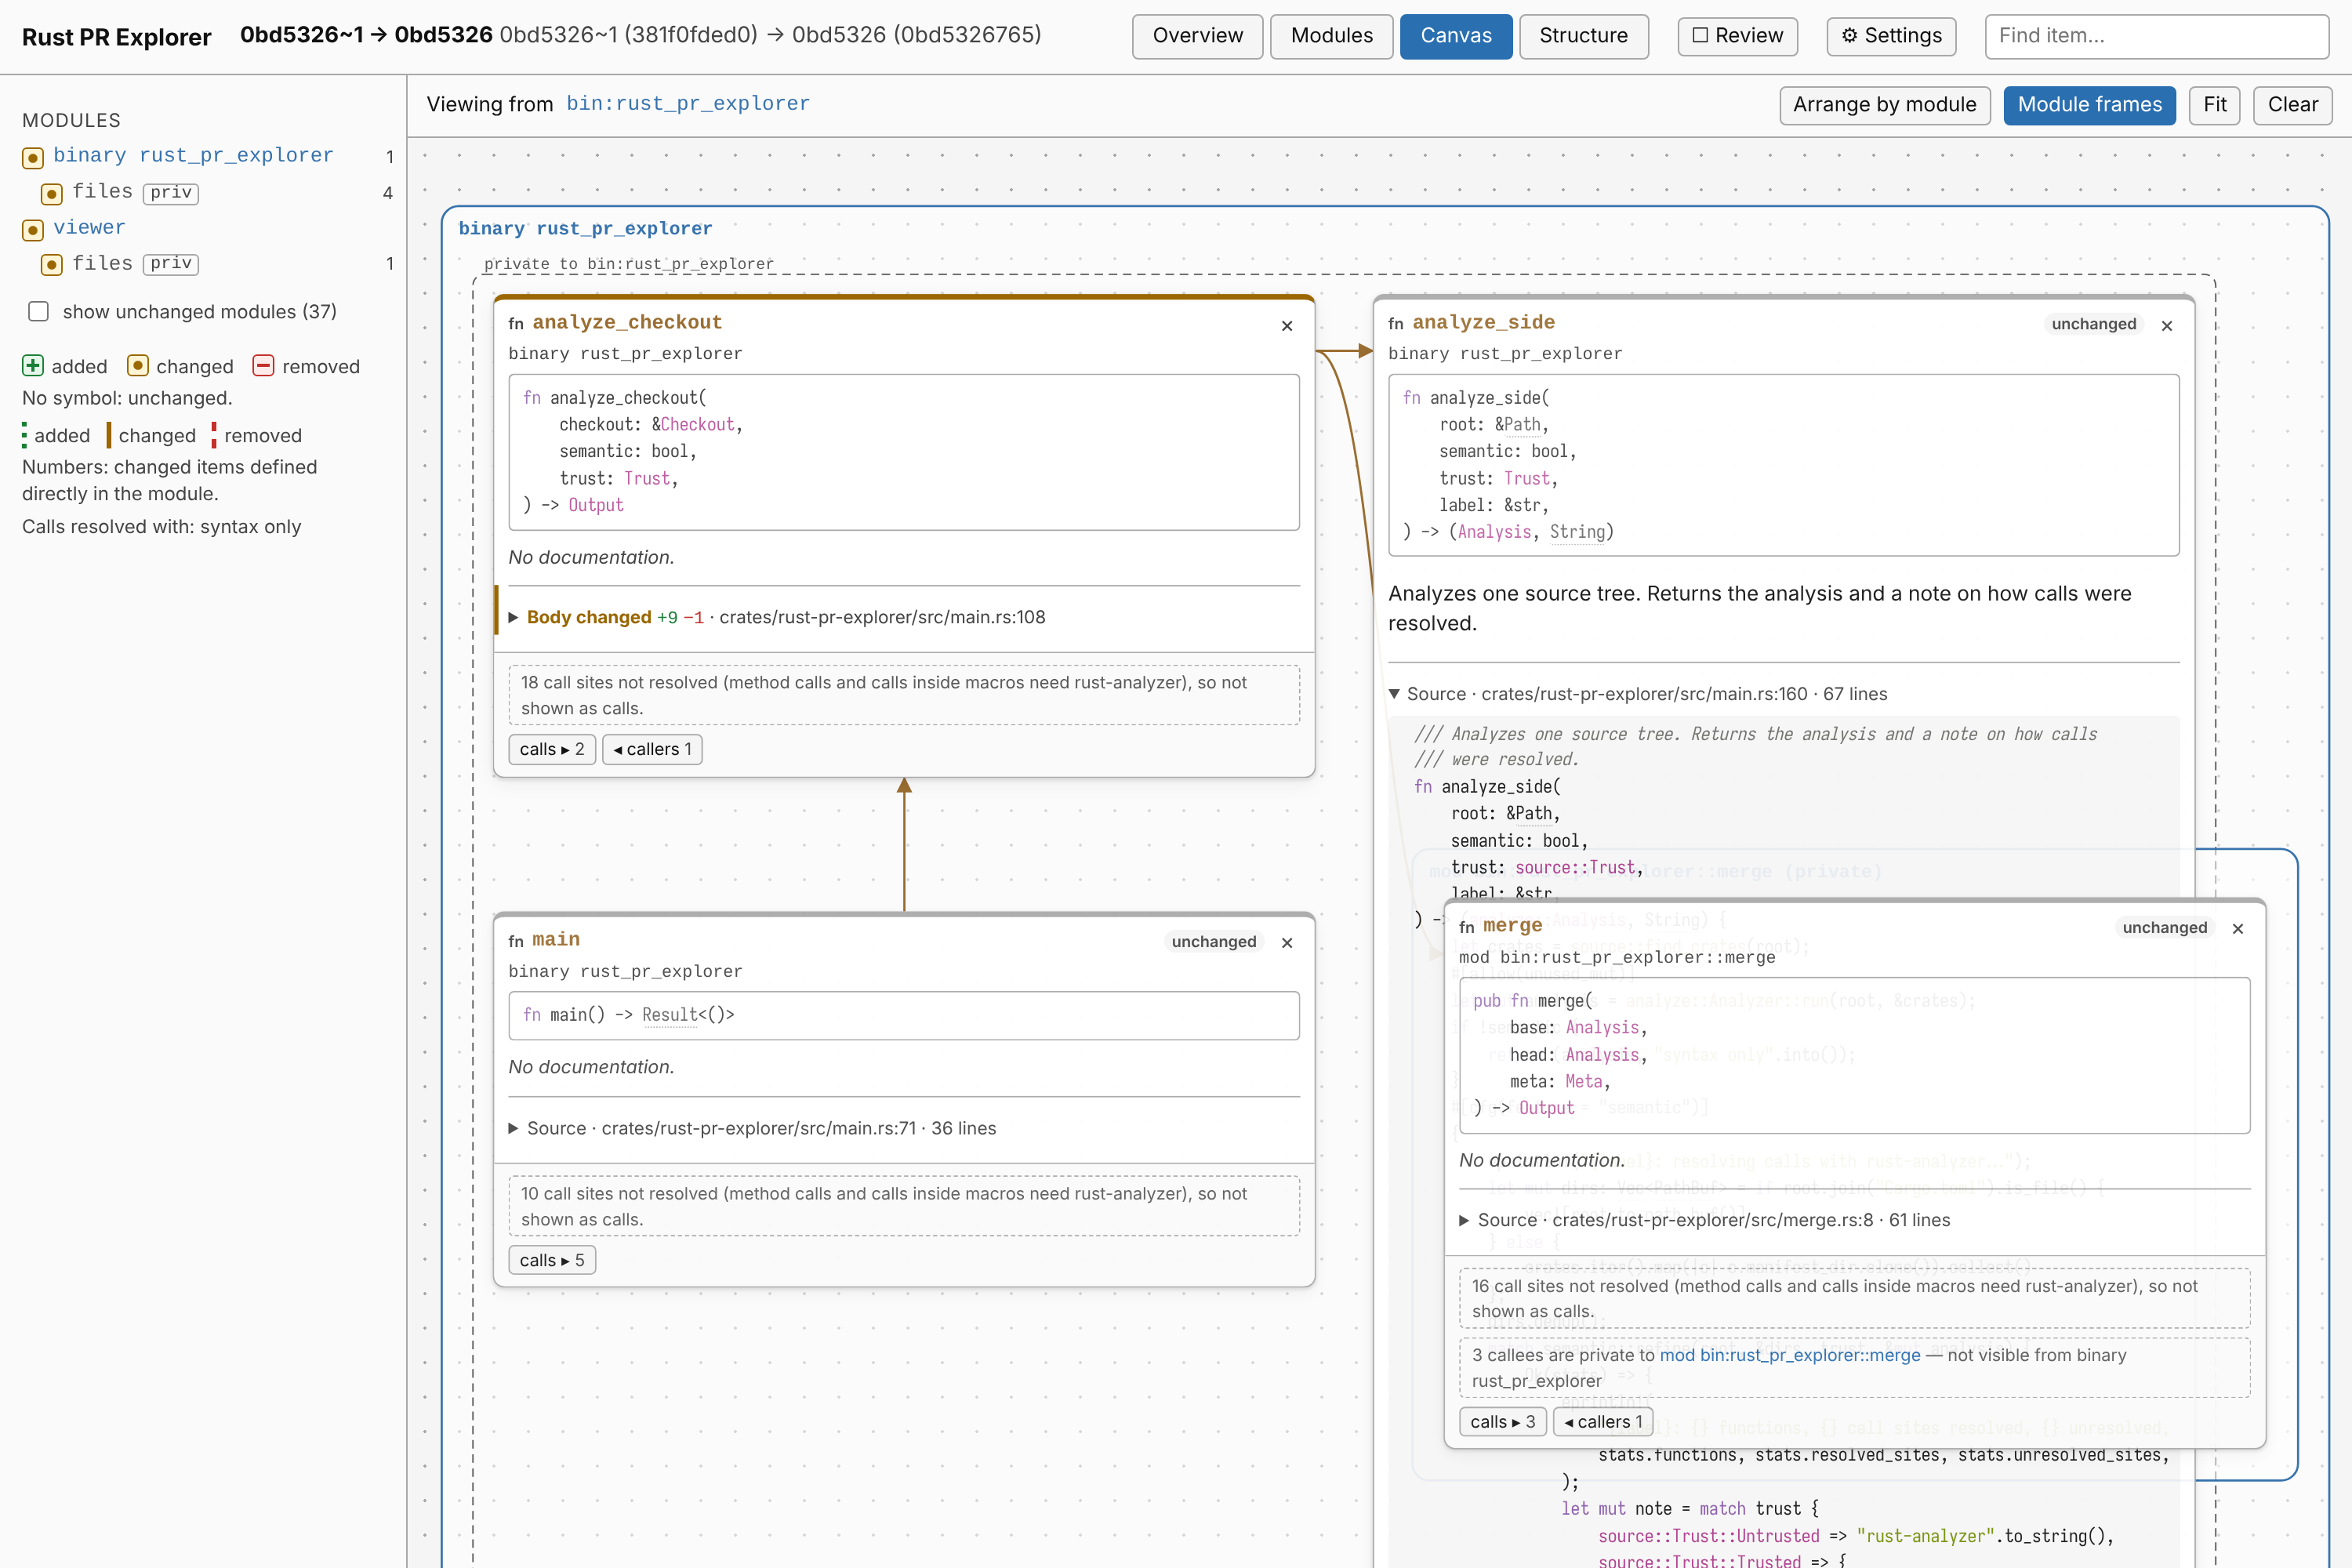 Rust PR Explorer
0bd5326~1 → 0bd5326 0bd5326~1 (381f0fded0) → 0bd5326 (0bd5326765)
Overview
Modules
Canvas
Structure
☐ Review
⚙ Settings
Find item...
MODULES
binary rust_pr_explorer 1
files priv 4
viewer
files priv 1
show unchanged modules (37)
added changed removed
No symbol: unchanged.
added changed removed
Numbers: changed items defined
directly in the module.
Calls resolved with: syntax only
Viewing from bin:rust_pr_explorer
Arrange by module
Module frames
Fit
Clear
binary rust_pr_explorer
private to bin:rust_pr_explorer
fn analyze_checkout ×
binary rust_pr_explorer
fn analyze_checkout(
checkout: &Checkout,
semantic: bool,
trust: Trust,
) -> Output
No documentation.
▶ Body changed +9 −1 · crates/rust-pr-explorer/src/main.rs:108
18 call sites not resolved (method calls and calls inside macros need rust-analyzer), so not
shown as calls.
calls ▸ 2
◂ callers 1
fn main unchanged ×
binary rust_pr_explorer
fn main() -> Result<()>
No documentation.
▶ Source · crates/rust-pr-explorer/src/main.rs:71 · 36 lines
10 call sites not resolved (method calls and calls inside macros need rust-analyzer), so not
shown as calls.
calls ▸ 5
fn analyze_side unchanged ×
binary rust_pr_explorer
fn analyze_side(
root: &Path,
semantic: bool,
trust: Trust,
label: &str,
) -> (Analysis, String)
Analyzes one source tree. Returns the analysis and a note on how calls were
resolved.
▼ Source · crates/rust-pr-explorer/src/main.rs:160 · 67 lines
/// Analyzes one source tree. Returns the analysis and a note on how calls
/// were resolved.
fn analyze_side(
root: &Path,
semantic: bool,
trust: source::Trust,
label: &str,
fn merge unchanged ×
mod bin:rust_pr_explorer::merge
pub fn merge(
base: Analysis,
head: Analysis,
meta: Meta,
) -> Output
No documentation.
▶ Source · crates/rust-pr-explorer/src/merge.rs:8 · 61 lines
16 call sites not resolved (method calls and calls inside macros need rust-analyzer), so not
shown as calls.
3 callees are private to mod bin:rust_pr_explorer::merge — not visible from binary
rust_pr_explorer
calls ▸ 3
◂ callers 1
stats.functions, stats.resolved_sites, stats.unresolved_sites,
);
let mut note = match trust {
source::Trust::Untrusted => "rust-analyzer".to_string(),
source::Trust::Trusted => {